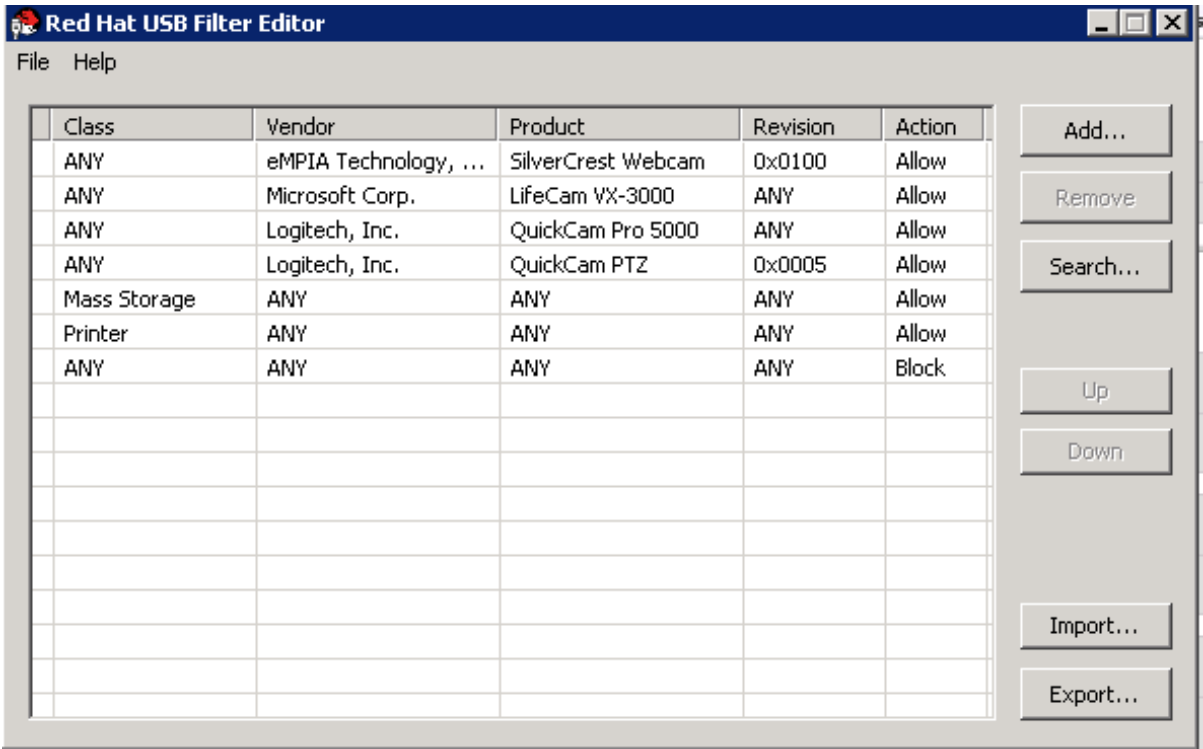 Red Hat USB Filter Editor
File Help
Class Vendor Product Revision Action
ANY eMPIA Technology, ... SilverCrest Webcam 0x0100 Allow
ANY Microsoft Corp. LifeCam VX-3000 ANY Allow
ANY Logitech, Inc. QuickCam Pro 5000 ANY Allow
ANY Logitech, Inc. QuickCam PTZ 0x0005 Allow
Mass Storage ANY ANY ANY Allow
Printer ANY ANY ANY Allow
ANY ANY ANY ANY Block
Add...
Remove
Search...
Up
Down
Import...
Export...